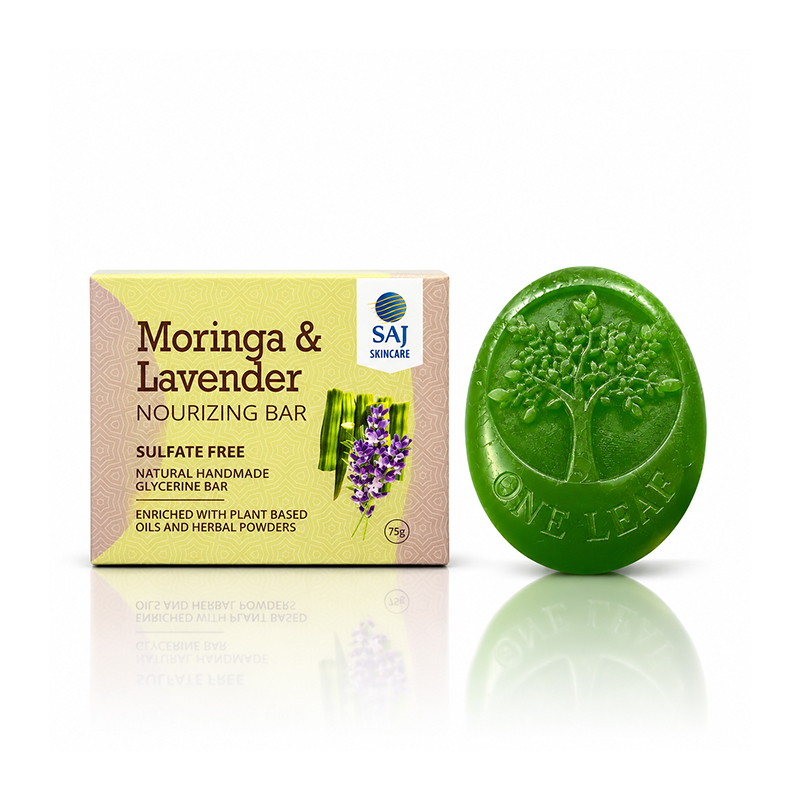 Moringa &
Lavender
NOURIZING BAR
SULFATE FREE
NATURAL HANDMADE
GLYCERINE BAR
ENRICHED WITH PLANT BASED
OILS AND HERBAL POWDERS
SAJ
SKINCARE
75g
ONE LEAF